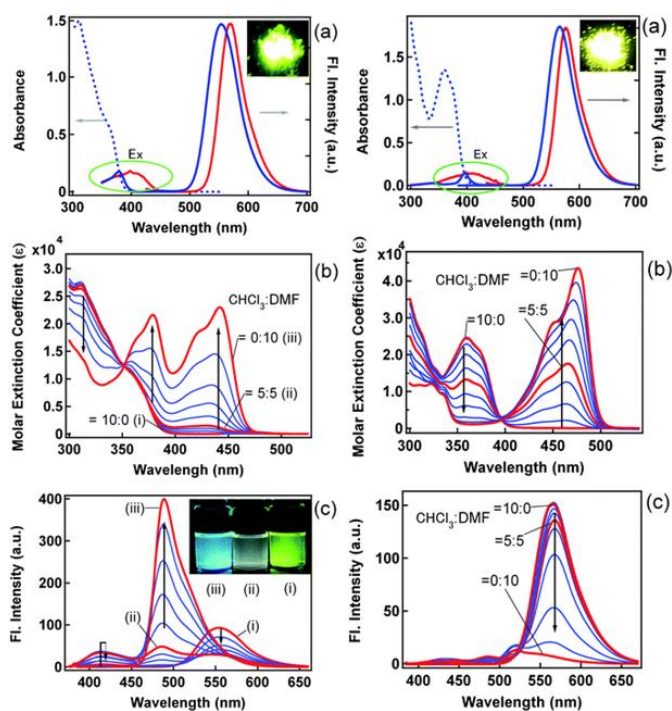 (a)
1.5
1.0
0.5
0
Absorbance
Fl. Intensity (a.u.)
Ex
300 400 500 600 700
Wavelength (nm)
(a)
1.5
1.0
0.5
0
Absorbance
Fl. Intensity (a.u.)
Ex
300 400 500 600 700
Wavelength (nm)
x10⁴
3.0
2.5
2.0
1.5
1.0
0.5
0.0
Molar Extinction Coefficient (ε)
(b)
CHCl₃:DMF
= 0:10 (iii)
= 5:5 (ii)
= 10:0 (i)
300 350 400 450 500
Wavelength (nm)
x10⁴
4.0
3.0
2.0
1.0
0.0
Molar Extinction Coefficient (ε)
(b)
CHCl₃:DMF
=0:10
=5:5
=10:0
300 350 400 450 500
Wavelength (nm)
400
300
200
100
0
Fl. Intensity (a.u.)
(c)
(iii)
(iii) (ii) (i)
(ii)
(i)
400 450 500 550 600 650
Wavelength (nm)
150
100
50
0
Fl. Intensity (a.u.)
(c)
CHCl₃:DMF
=10:0
=5:5
=0:10
400 450 500 550 600 650
Wavelength (nm)